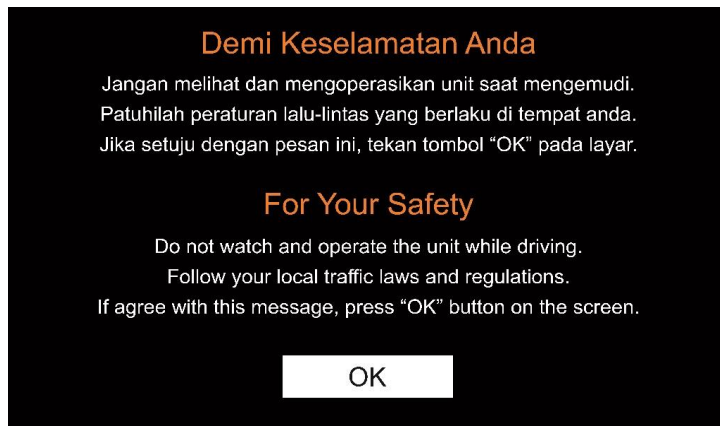 Demi Keselamatan Anda
Jangan melihat dan mengoperasikan unit saat mengemudi.
Patuhilah peraturan lalu-lintas yang berlaku di tempat anda.
Jika setuju dengan pesan ini, tekan tombol “OK” pada layar.
For Your Safety
Do not watch and operate the unit while driving.
Follow your local traffic laws and regulations.
If agree with this message, press “OK” button on the screen.
OK